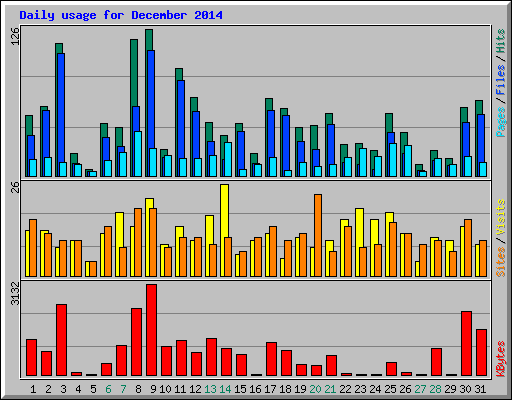 Daily usage for December 2014
126
Pages / Files / Hits
26
Sites / Visits
3132
KBytes
1 2 3 4 5 6 7 8 9 10 11 12 13 14 15 16 17 18 19 20 21 22 23 24 25 26 27 28 29 30 31